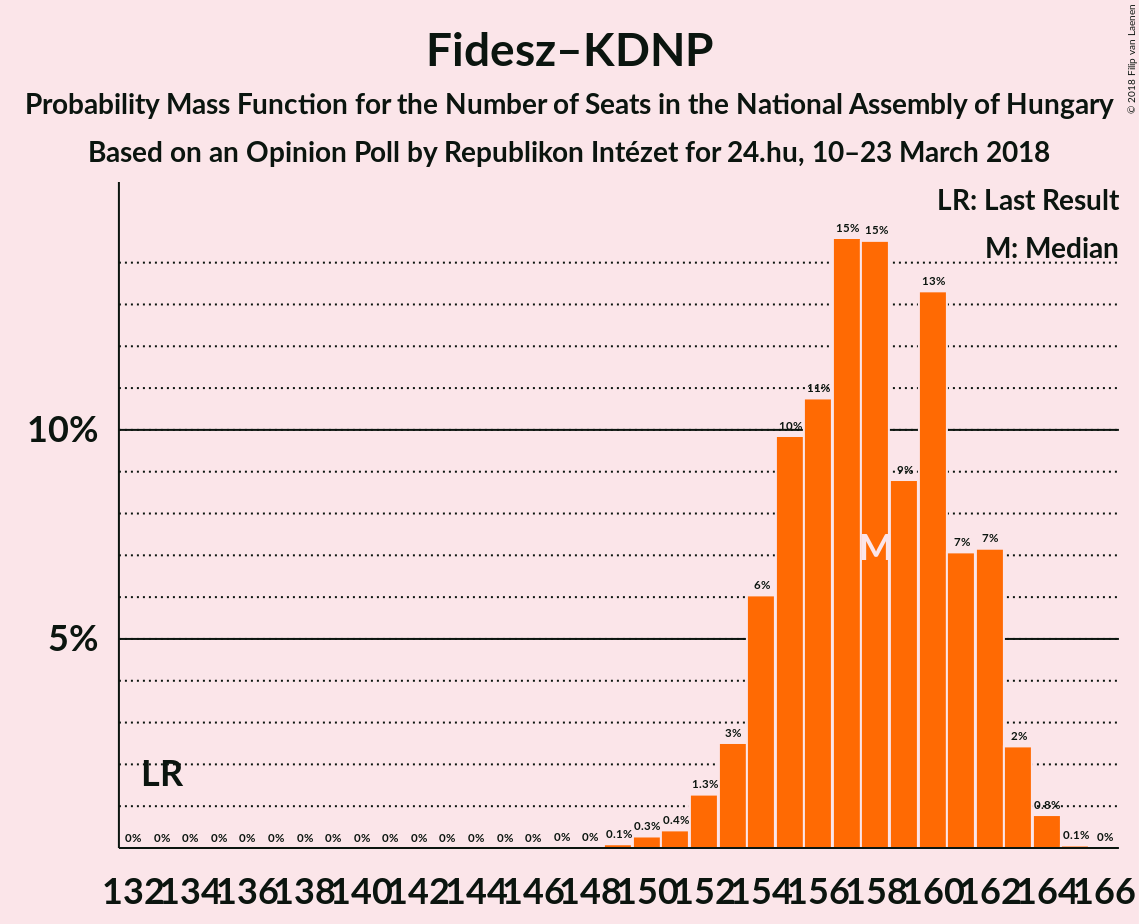 Fidesz–KDNP
Probability Mass Function for the Number of Seats in the National Assembly of Hungary
Based on an Opinion Poll by Republikon Intézet for 24.hu, 10–23 March 2018
© 2018 Filip van Laenen
LR: Last Result
M: Median
10%
5%
LR
M
0% 0% 0% 0% 0% 0% 0% 0% 0% 0% 0% 0% 0% 0% 0% 0% 0% 0.1% 0.3% 0.4% 1.3% 3% 6% 10% 11% 15% 15% 9% 13% 7% 7% 2% 0.8% 0.1% 0%
132 134 136 138 140 142 144 146 148 150 152 154 156 158 160 162 164 166